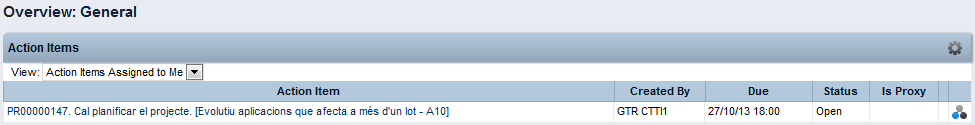 Overview: General
Action Items
View: Action Items Assigned to Me
Action Item Created By Due Status Is Proxy
PR00000147. Cal planificar el projecte. [Evolutiu aplicacions que afecta a més d'un lot - A10] GTR CTTI1 27/10/13 18:00 Open